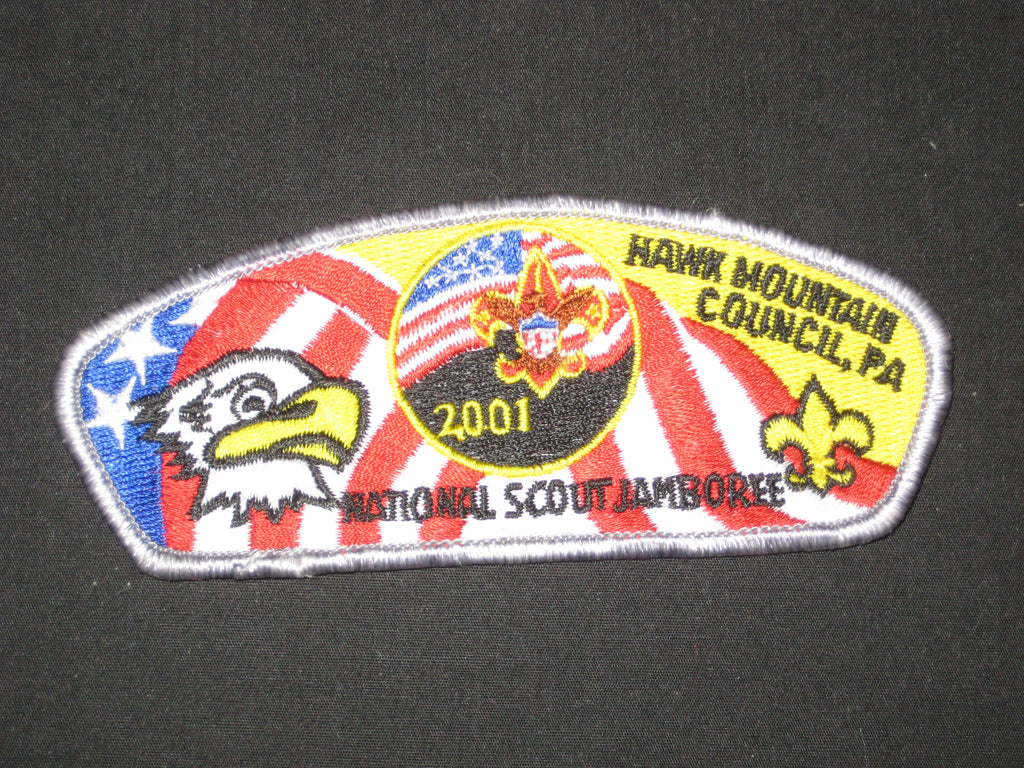 HAWK MOUNTAIN
COUNCIL, PA
2001
NATIONAL SCOUT JAMBOREE